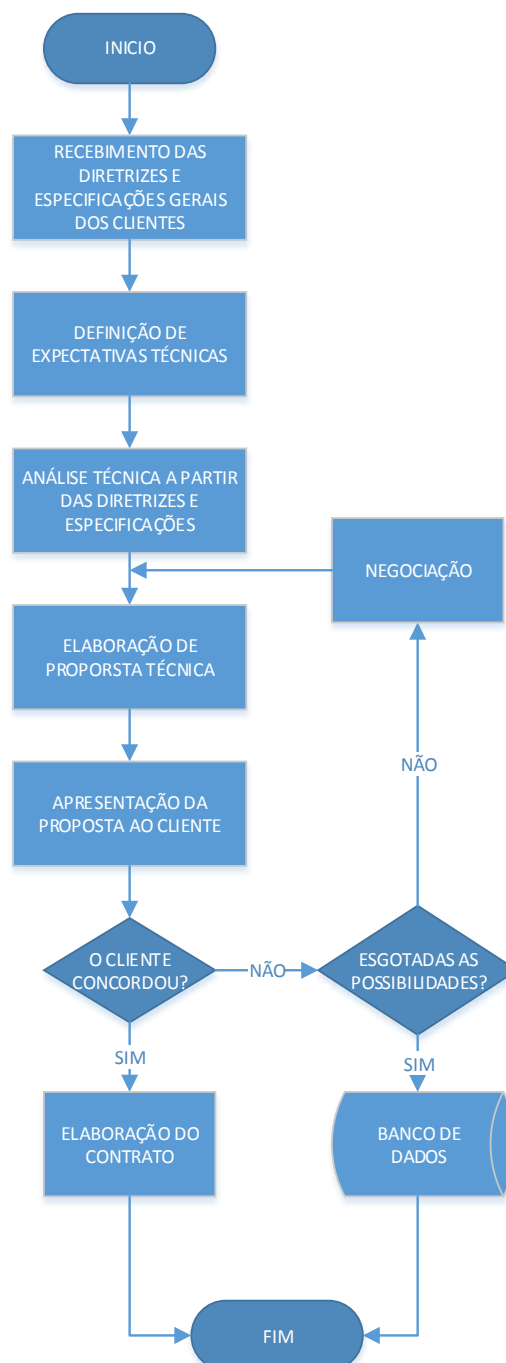 INICIO
RECEBIMENTO DAS
DIRETRIZES E
ESPECIFICAÇÕES GERAIS
DOS CLIENTES
DEFINIÇÃO DE
EXPECTATIVAS TÉCNICAS
ANÁLISE TÉCNICA A PARTIR
DAS DIRETRIZES E
ESPECIFICAÇÕES
NEGOCIAÇÃO
ELABORAÇÃO DE
PROPORSTA TÉCNICA
NÃO
APRESENTAÇÃO DA
PROPOSTA AO CLIENTE
O CLIENTE
CONCORDOU?
NÃO
ESGOTADAS AS
POSSIBILIDADES?
SIM
SIM
ELABORAÇÃO DO
CONTRATO
BANCO DE
DADOS
FIM